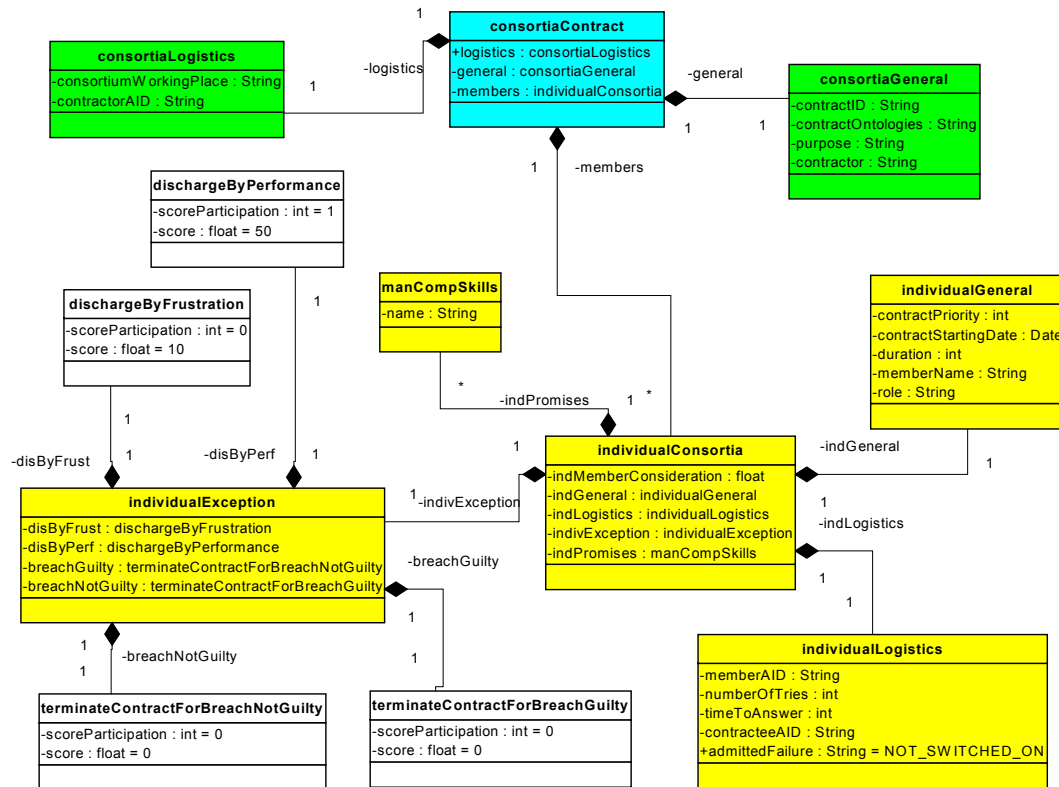 1
consortiaContract
+logistics : consortiaLogistics
-general : consortiaGeneral
-members : individualConsortia
consortiaLogistics
-consortiumWorkingPlace : String
-contractorAID : String
-logistics
1
-general
1
1
consortiaGeneral
-contractID : String
-contractOntologies : String
-purpose : String
-contractor : String
1
-members
dischargeByPerformance
-scoreParticipation : int = 1
-score : float = 50
1
dischargeByFrustration
-scoreParticipation : int = 0
-score : float = 10
1
manCompSkills
-name : String
*
-indPromises
1
*
individualGeneral
-contractPriority : int
-contractStartingDate : Date
-duration : int
-memberName : String
-role : String
-indGeneral
1
1
-disByFrust
1
-disByPerf
1
1
1
-indivException
individualConsortia
-indMemberConsideration : float
-indGeneral : individualGeneral
-indLogistics : individualLogistics
-indivException : individualException
-indPromises : manCompSkills
-indLogistics
1
1
individualException
-disByFrust : dischargeByFrustration
-disByPerf : dischargeByPerformance
-breachGuilty : terminateContractForBreachNotGuilty
-breachNotGuilty : terminateContractForBreachGuilty
-breachGuilty
1
1
1
-breachNotGuilty
1
terminateContractForBreachNotGuilty
-scoreParticipation : int = 0
-score : float = 0
terminateContractForBreachGuilty
-scoreParticipation : int = 0
-score : float = 0
individualLogistics
-memberAID : String
-numberOfTries : int
-timeToAnswer : int
-contracteeAID : String
+admittedFailure : String = NOT_SWITCHED_ON